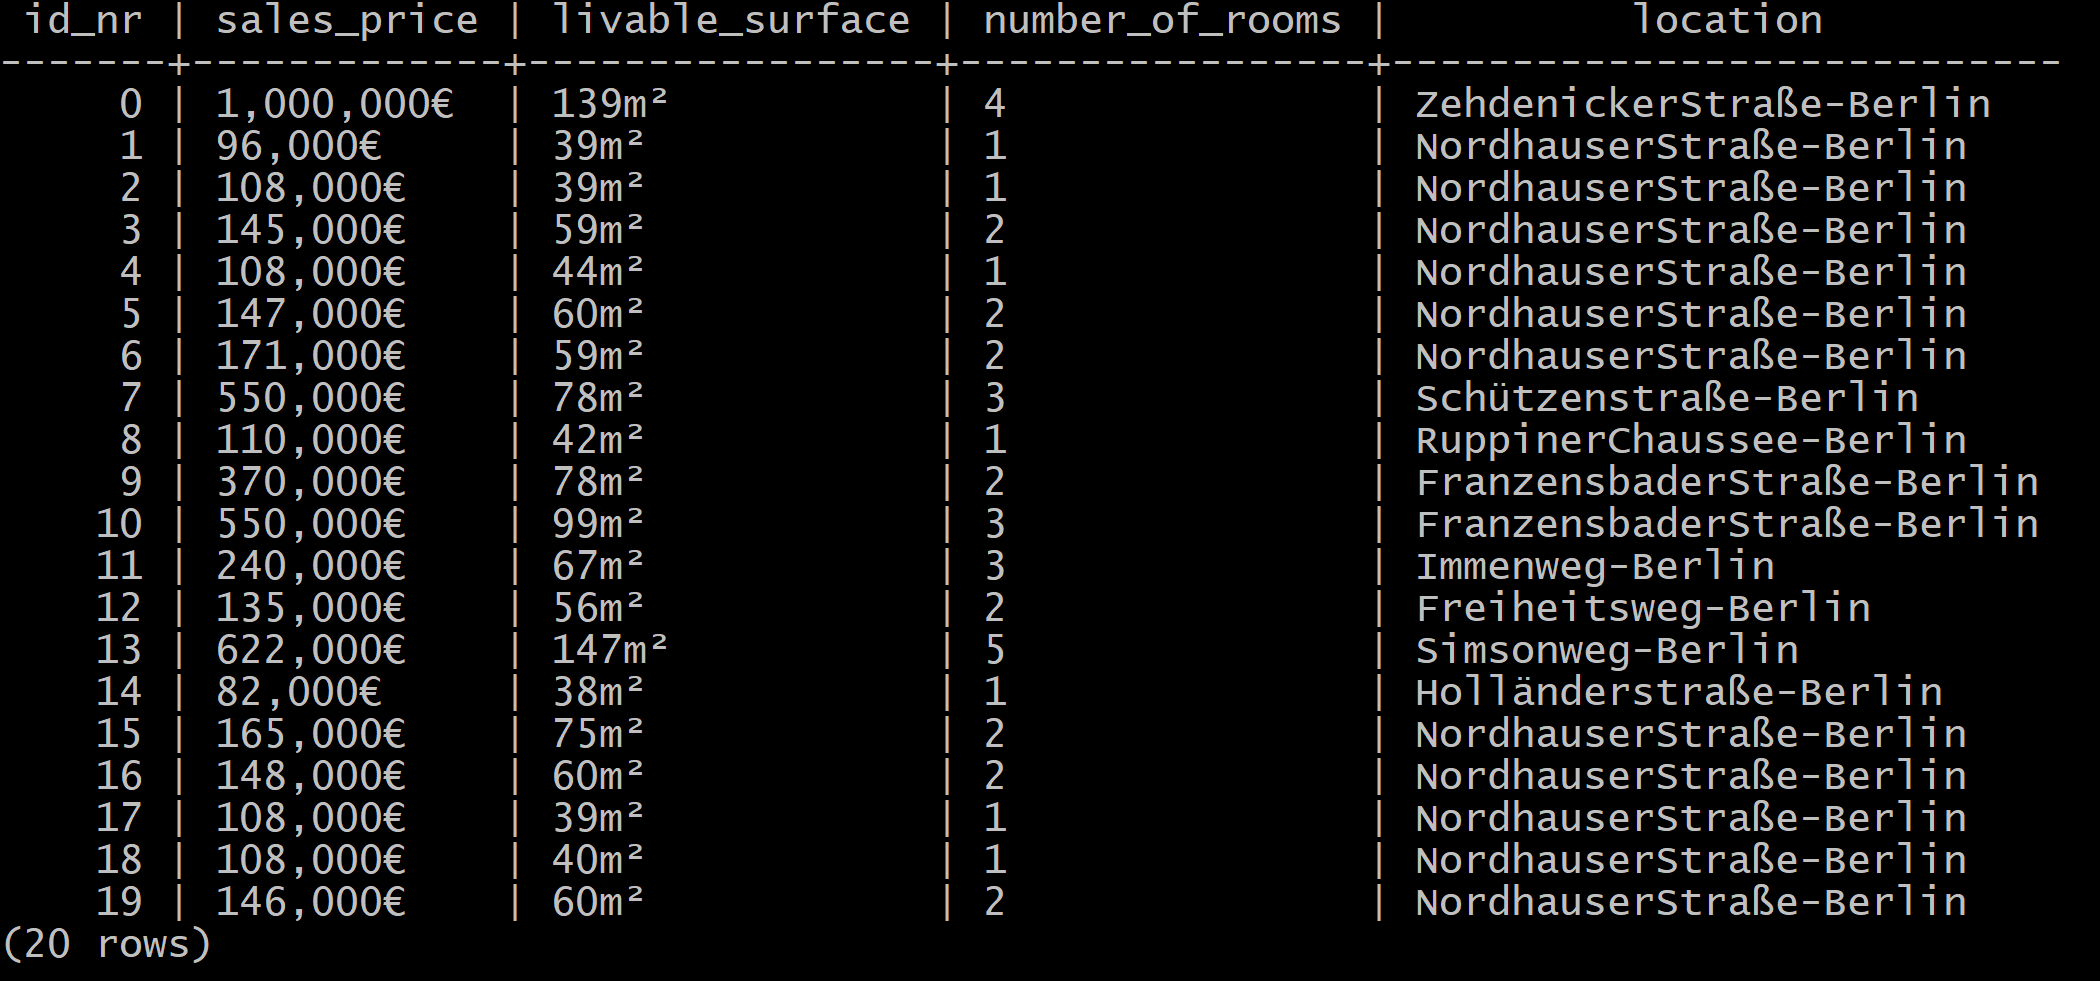 id_nr | sales_price | livable_surface | number_of_rooms | location
-------+-------------+-----------------+-----------------+----------------------------
0 | 1,000,000€ | 139m² | 4 | ZehdenickerStraße-Berlin
1 | 96,000€ | 39m² | 1 | NordhauserStraße-Berlin
2 | 108,000€ | 39m² | 1 | NordhauserStraße-Berlin
3 | 145,000€ | 59m² | 2 | NordhauserStraße-Berlin
4 | 108,000€ | 44m² | 1 | NordhauserStraße-Berlin
5 | 147,000€ | 60m² | 2 | NordhauserStraße-Berlin
6 | 171,000€ | 59m² | 2 | NordhauserStraße-Berlin
7 | 550,000€ | 78m² | 3 | Schützenstraße-Berlin
8 | 110,000€ | 42m² | 1 | RuppinerChaussee-Berlin
9 | 370,000€ | 78m² | 2 | FranzensbaderStraße-Berlin
10 | 550,000€ | 99m² | 3 | FranzensbaderStraße-Berlin
11 | 240,000€ | 67m² | 3 | Immenweg-Berlin
12 | 135,000€ | 56m² | 2 | Freiheitsweg-Berlin
13 | 622,000€ | 147m² | 5 | Simsonweg-Berlin
14 | 82,000€ | 38m² | 1 | Holländerstraße-Berlin
15 | 165,000€ | 75m² | 2 | NordhauserStraße-Berlin
16 | 148,000€ | 60m² | 2 | NordhauserStraße-Berlin
17 | 108,000€ | 39m² | 1 | NordhauserStraße-Berlin
18 | 108,000€ | 40m² | 1 | NordhauserStraße-Berlin
19 | 146,000€ | 60m² | 2 | NordhauserStraße-Berlin
(20 rows)